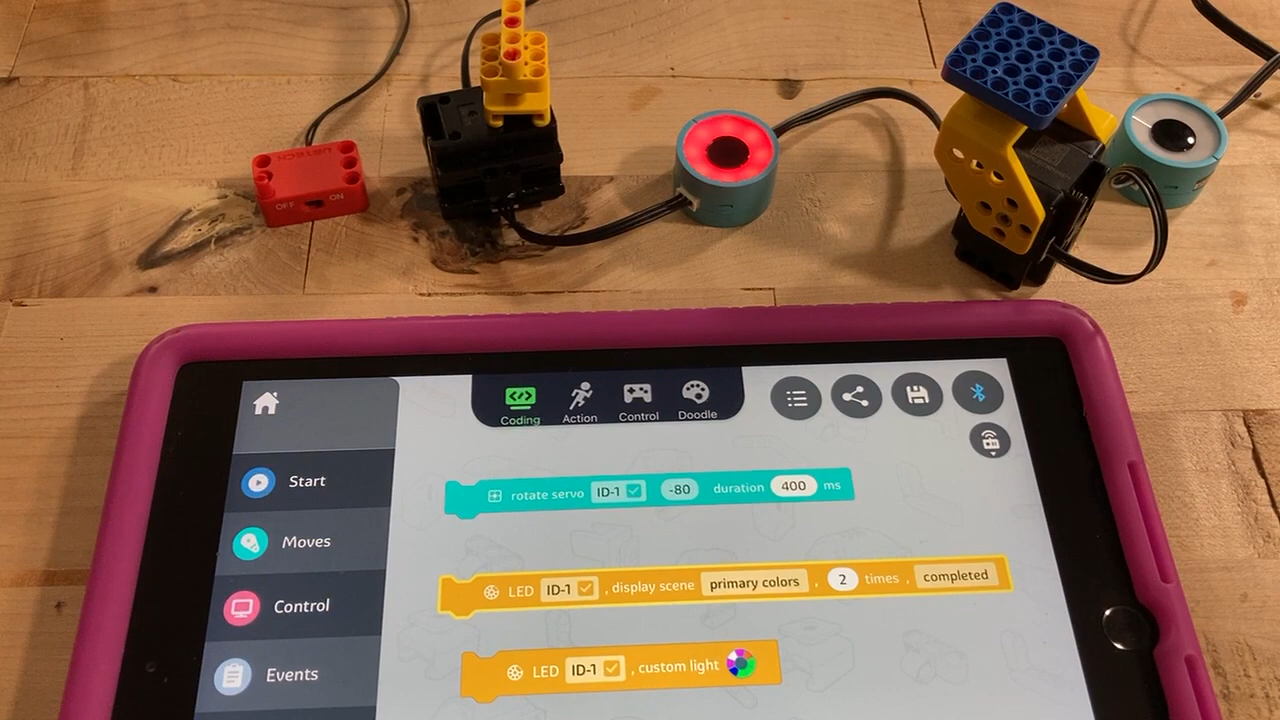 UBTECH
OFF ON
Coding Action Control Doodle
Start
Moves
Control
Events
rotate servo ID-1 -80 duration 400 ms
LED ID-1 , display scene primary colors , 2 times , completed
LED ID-1 , custom light